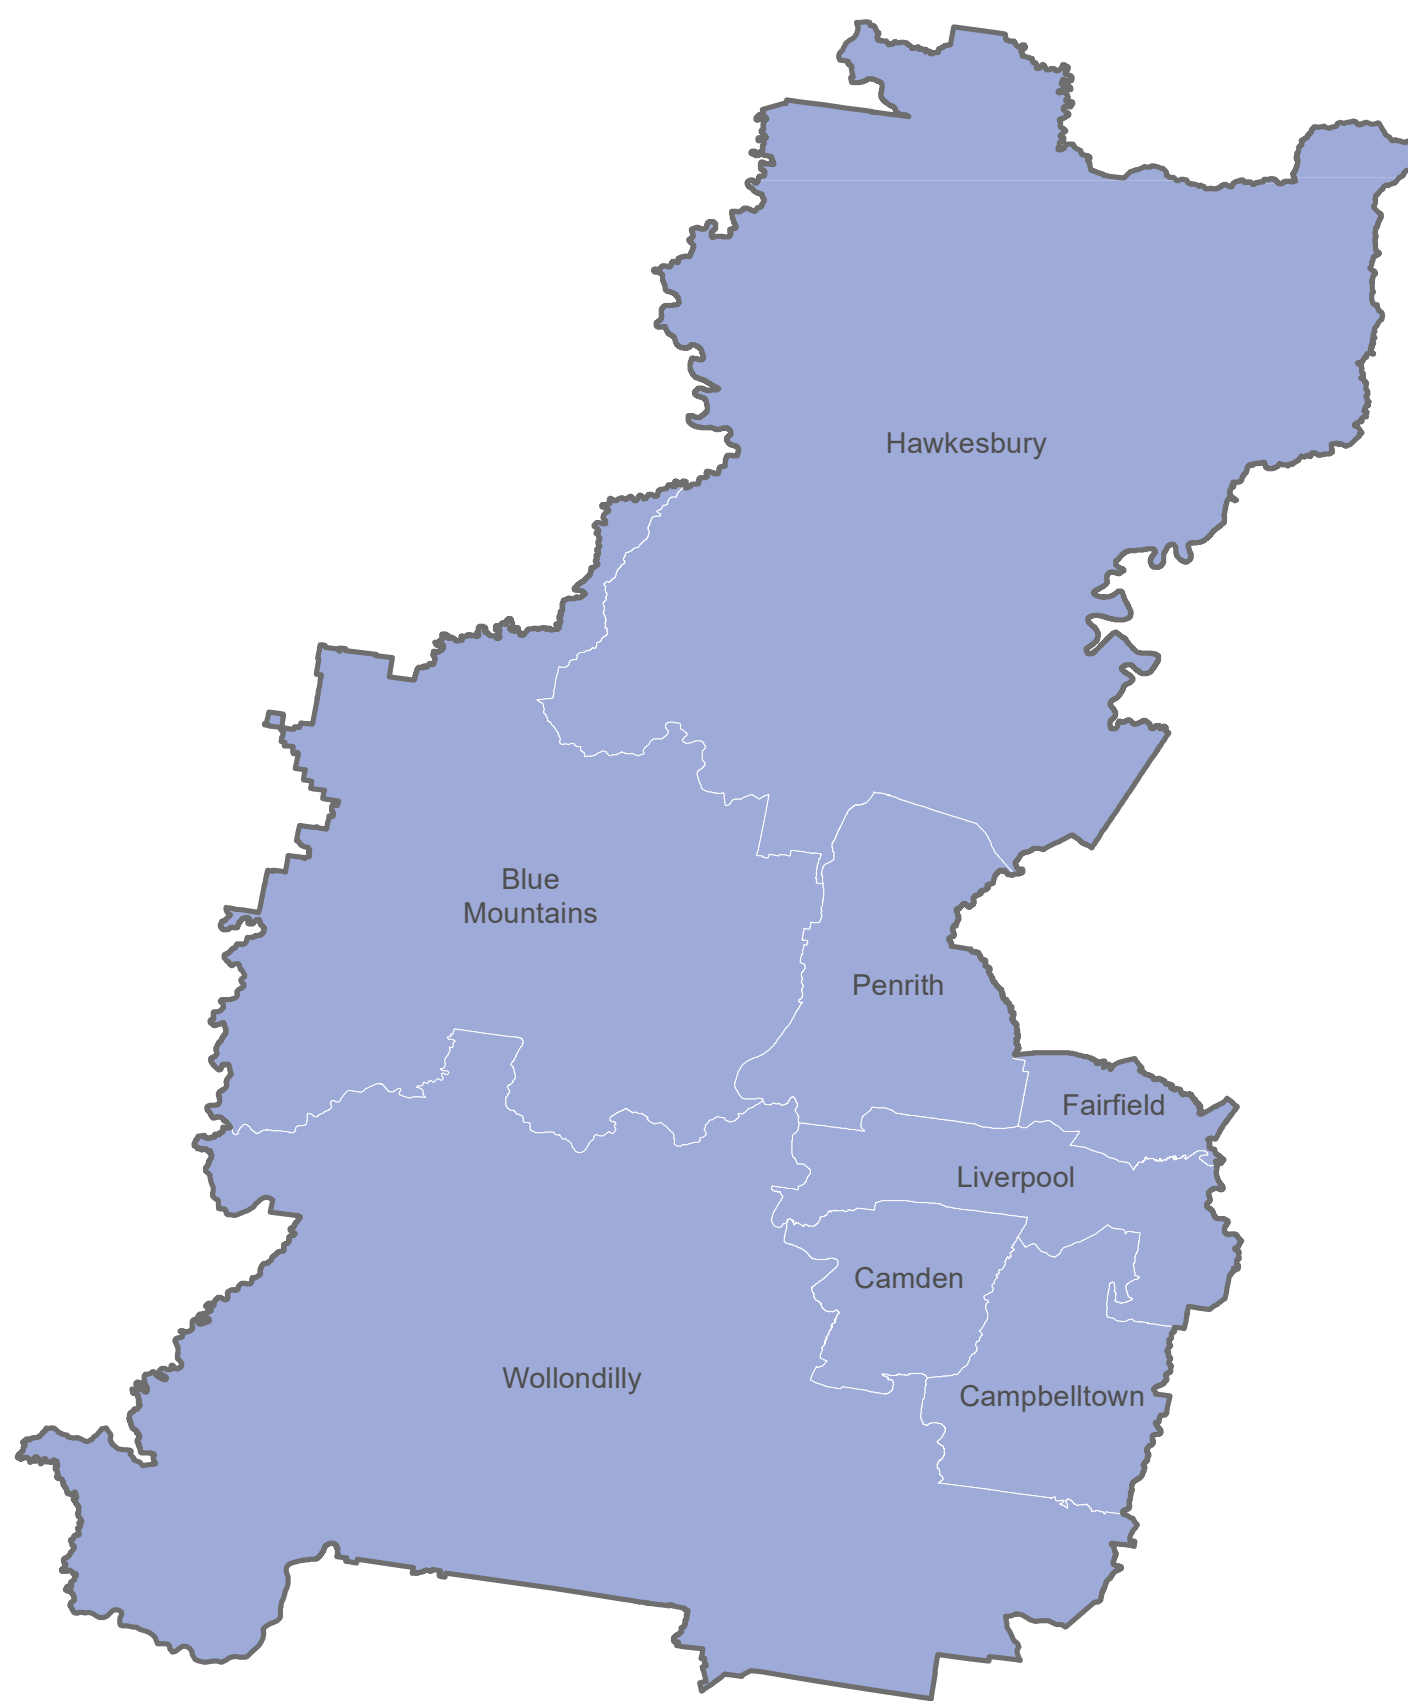 Hawkesbury
Blue
Mountains
Penrith
Fairfield
Liverpool
Camden
Wollondilly
Campbelltown